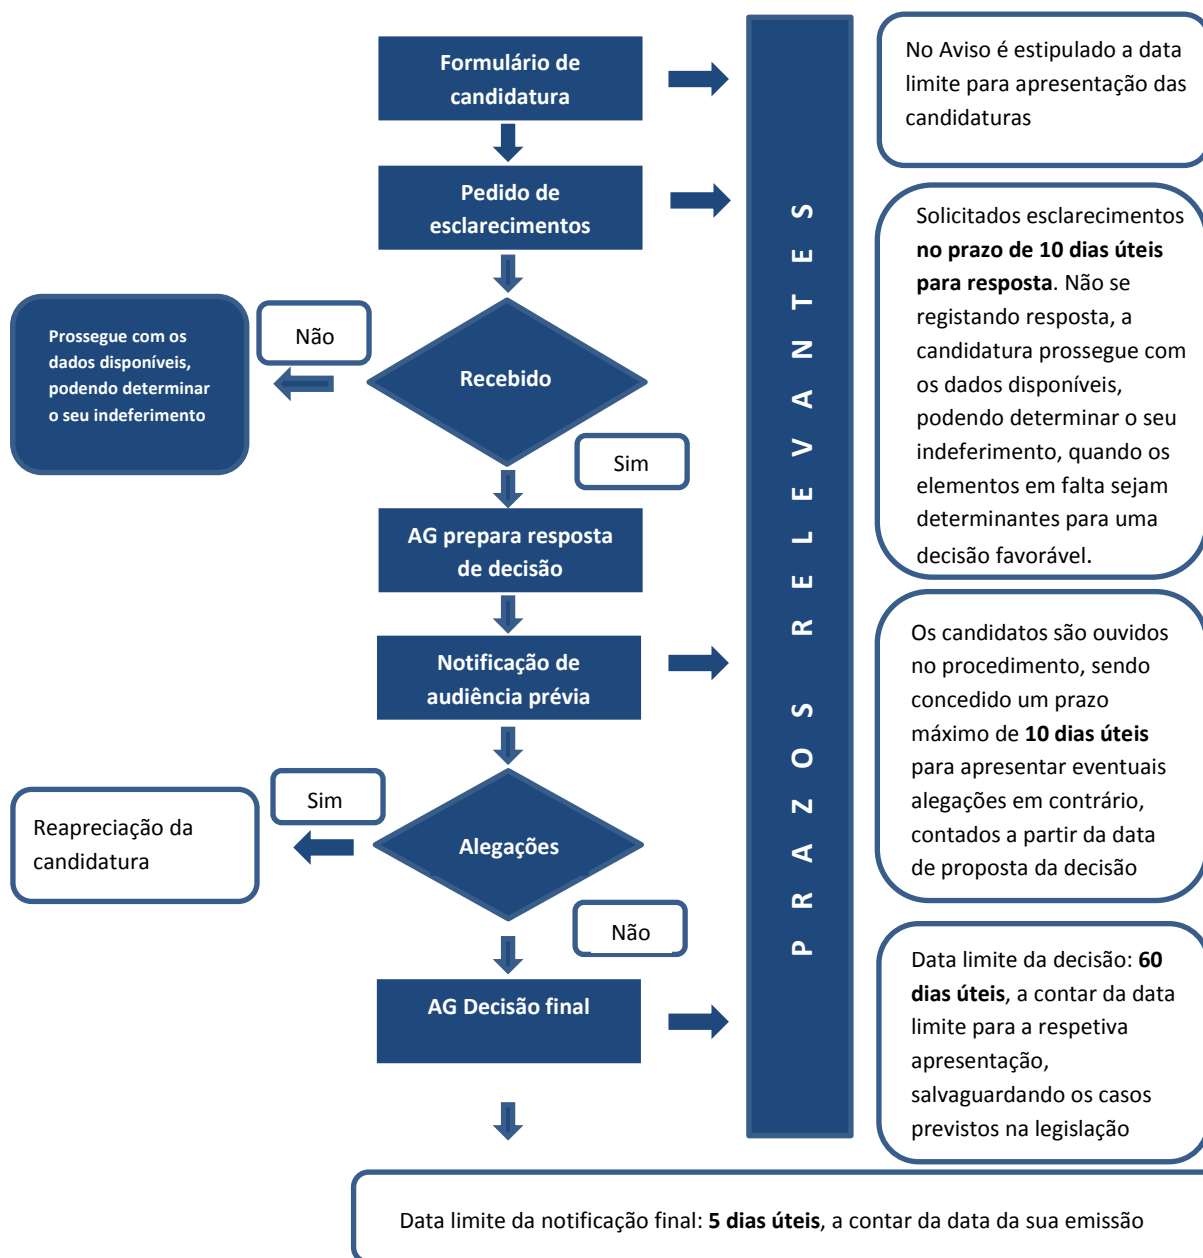 Formulário de
candidatura
No Aviso é estipulado a data
limite para apresentação das
candidaturas
Pedido de
esclarecimentos
Solicitados esclarecimentos
no prazo de 10 dias úteis
para resposta. Não se
registando resposta, a
candidatura prossegue com
os dados disponíveis,
podendo determinar o seu
indeferimento, quando os
elementos em falta sejam
determinantes para uma
decisão favorável.
Recebido
Não
Prossegue com os
dados disponíveis,
podendo determinar
o seu indeferimento
Sim
AG prepara resposta
de decisão
Notificação de
audiência prévia
Os candidatos são ouvidos
no procedimento, sendo
concedido um prazo
máximo de 10 dias úteis
para apresentar eventuais
alegações em contrário,
contados a partir da data
de proposta da decisão
Alegações
Sim
Reapreciação da
candidatura
Não
AG Decisão final
Data limite da decisão: 60
dias úteis, a contar da data
limite para a respetiva
apresentação,
salvaguardando os casos
previstos na legislação
PRAZOS RELEVANTES
Data limite da notificação final: 5 dias úteis, a contar da data da sua emissão